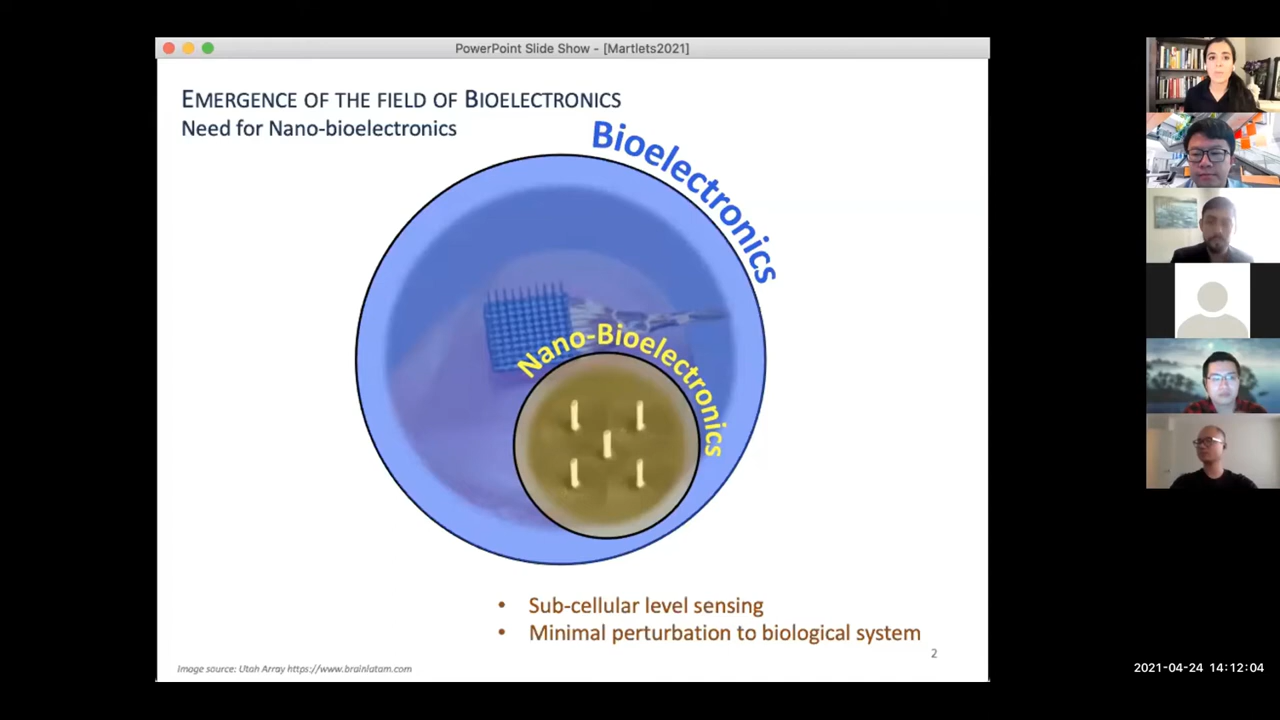 PowerPoint Slide Show - [Martlets2021]
EMERGENCE OF THE FIELD OF BIOELECTRONICS
Need for Nano-bioelectronics
Bioelectronics
Nano-Bioelectronics
• Sub-cellular level sensing
• Minimal perturbation to biological system
2
Image source: Utah Array https://www.brainlatam.com
2021-04-24 14:12:04